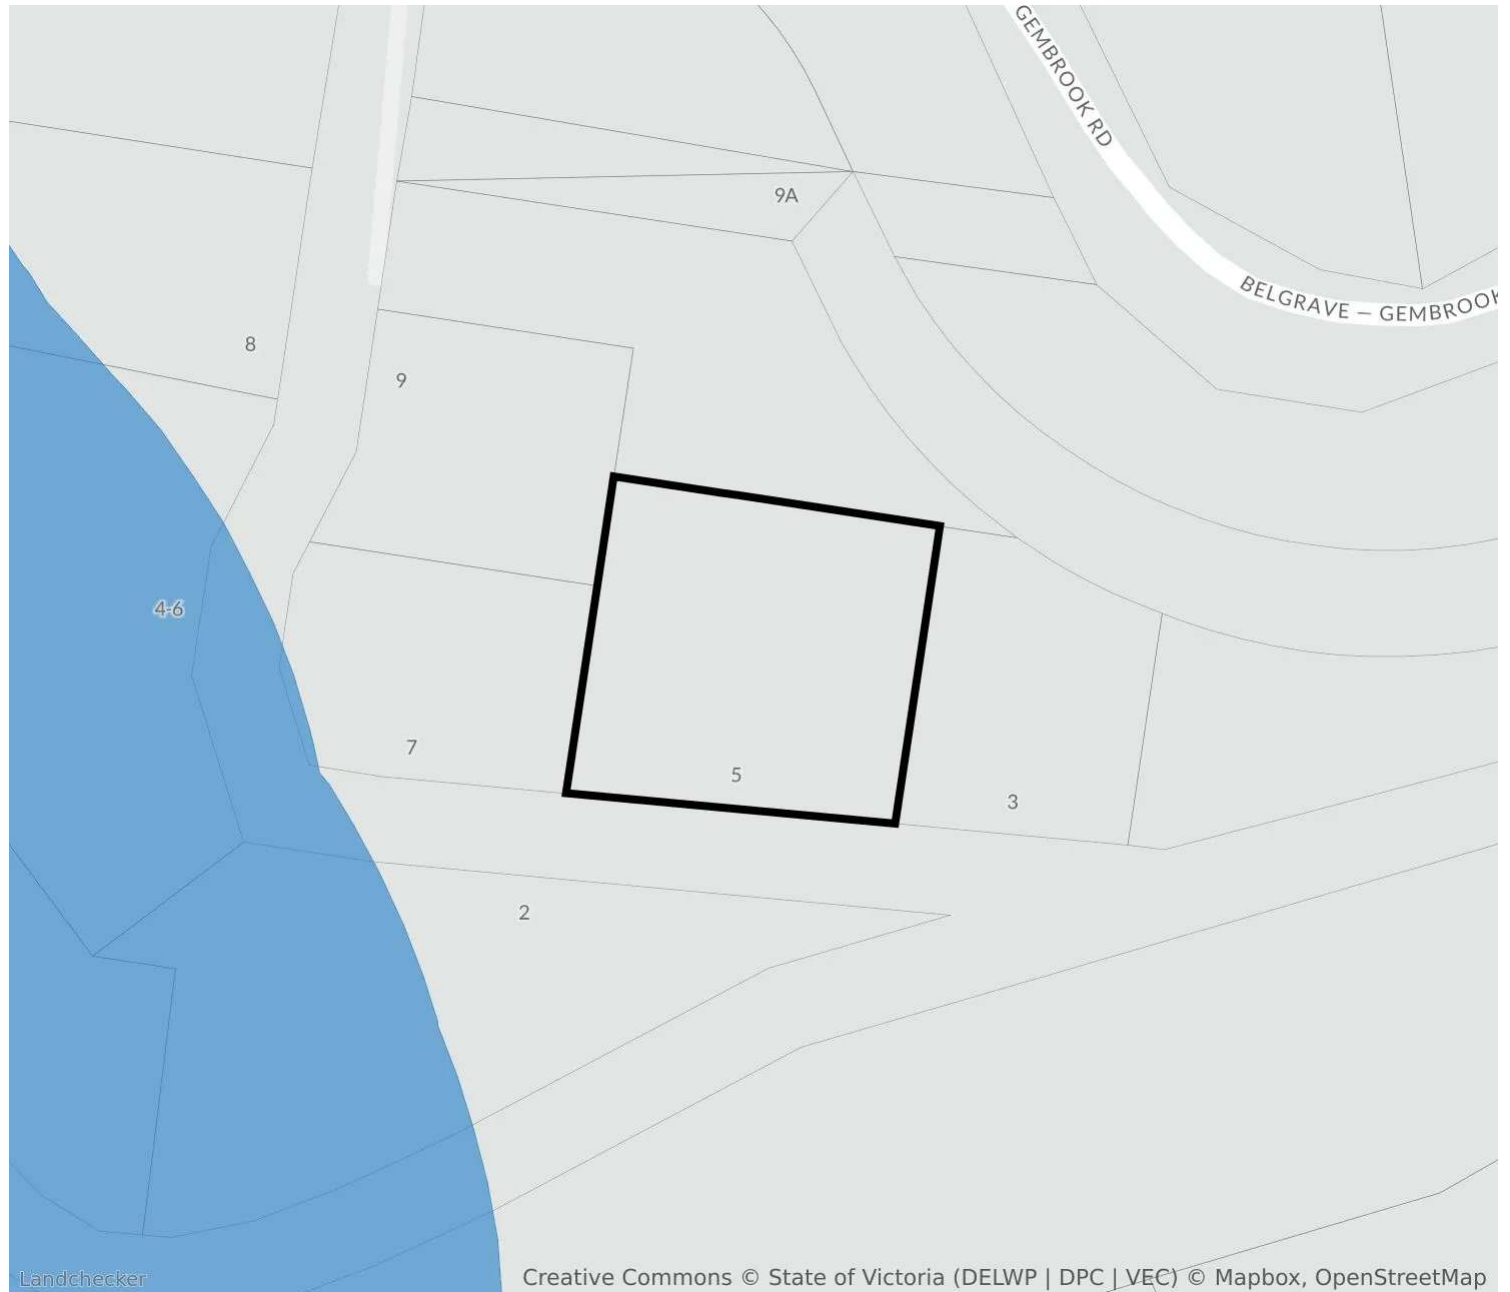 GEMBROOK RD
9A
BELGRAVE — GEMBROOK
8
9
4-6
7
5
3
2
Landchecker
Creative Commons © State of Victoria (DELWP | DPC | VEC) © Mapbox, OpenStreetMap